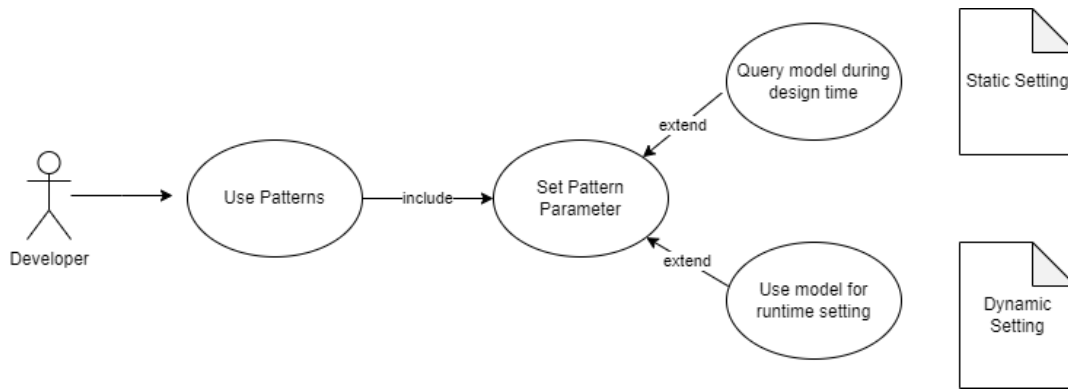 Developer
Use Patterns
include
Set Pattern
Parameter
extend
Query model during
design time
extend
Use model for
runtime setting
Static Setting
Dynamic
Setting